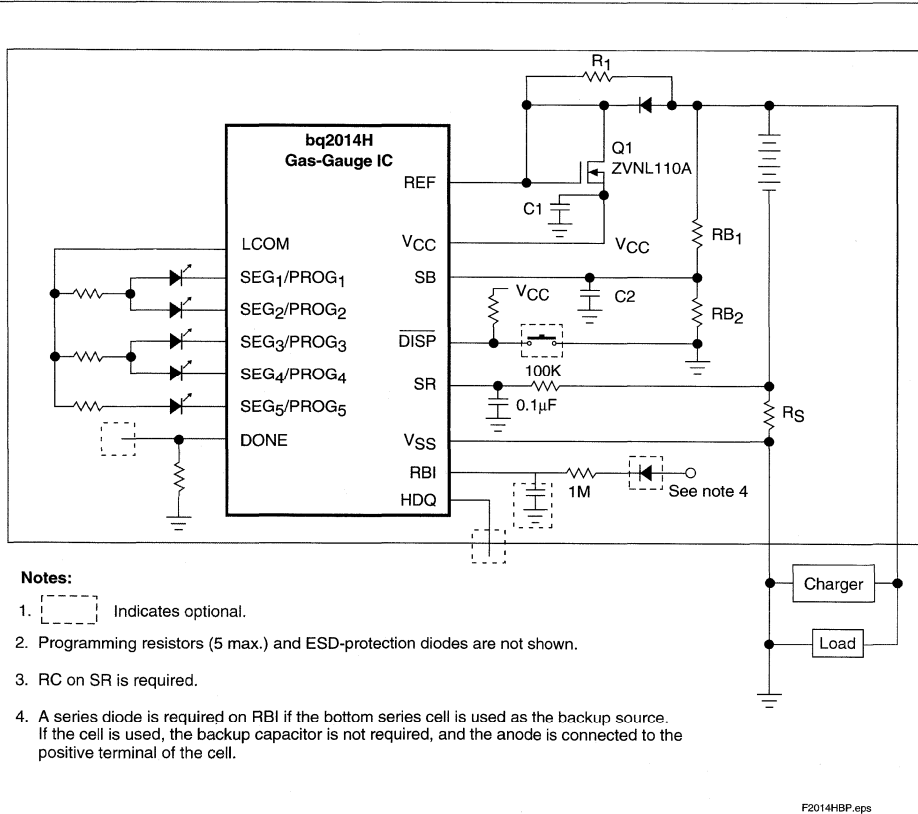 R1
bq2014H
Gas-Gauge IC
Q1
ZVNL110A
REF
C1
LCOM
VCC
VCC
RB1
SEG1/PROG1
SB
C2
VCC
SEG2/PROG2
RB2
SEG3/PROG3
DISP
SEG4/PROG4
100K
SR
SEG5/PROG5
0.1µF
RS
DONE
VSS
RBI
1M
See note 4
HDQ
Notes:
Charger
1. Indicates optional.
2. Programming resistors (5 max.) and ESD-protection diodes are not shown.
Load
3. RC on SR is required.
4. A series diode is required on RBI if the bottom series cell is used as the backup source.
If the cell is used, the backup capacitor is not required, and the anode is connected to the
positive terminal of the cell.
F2014HBP.eps